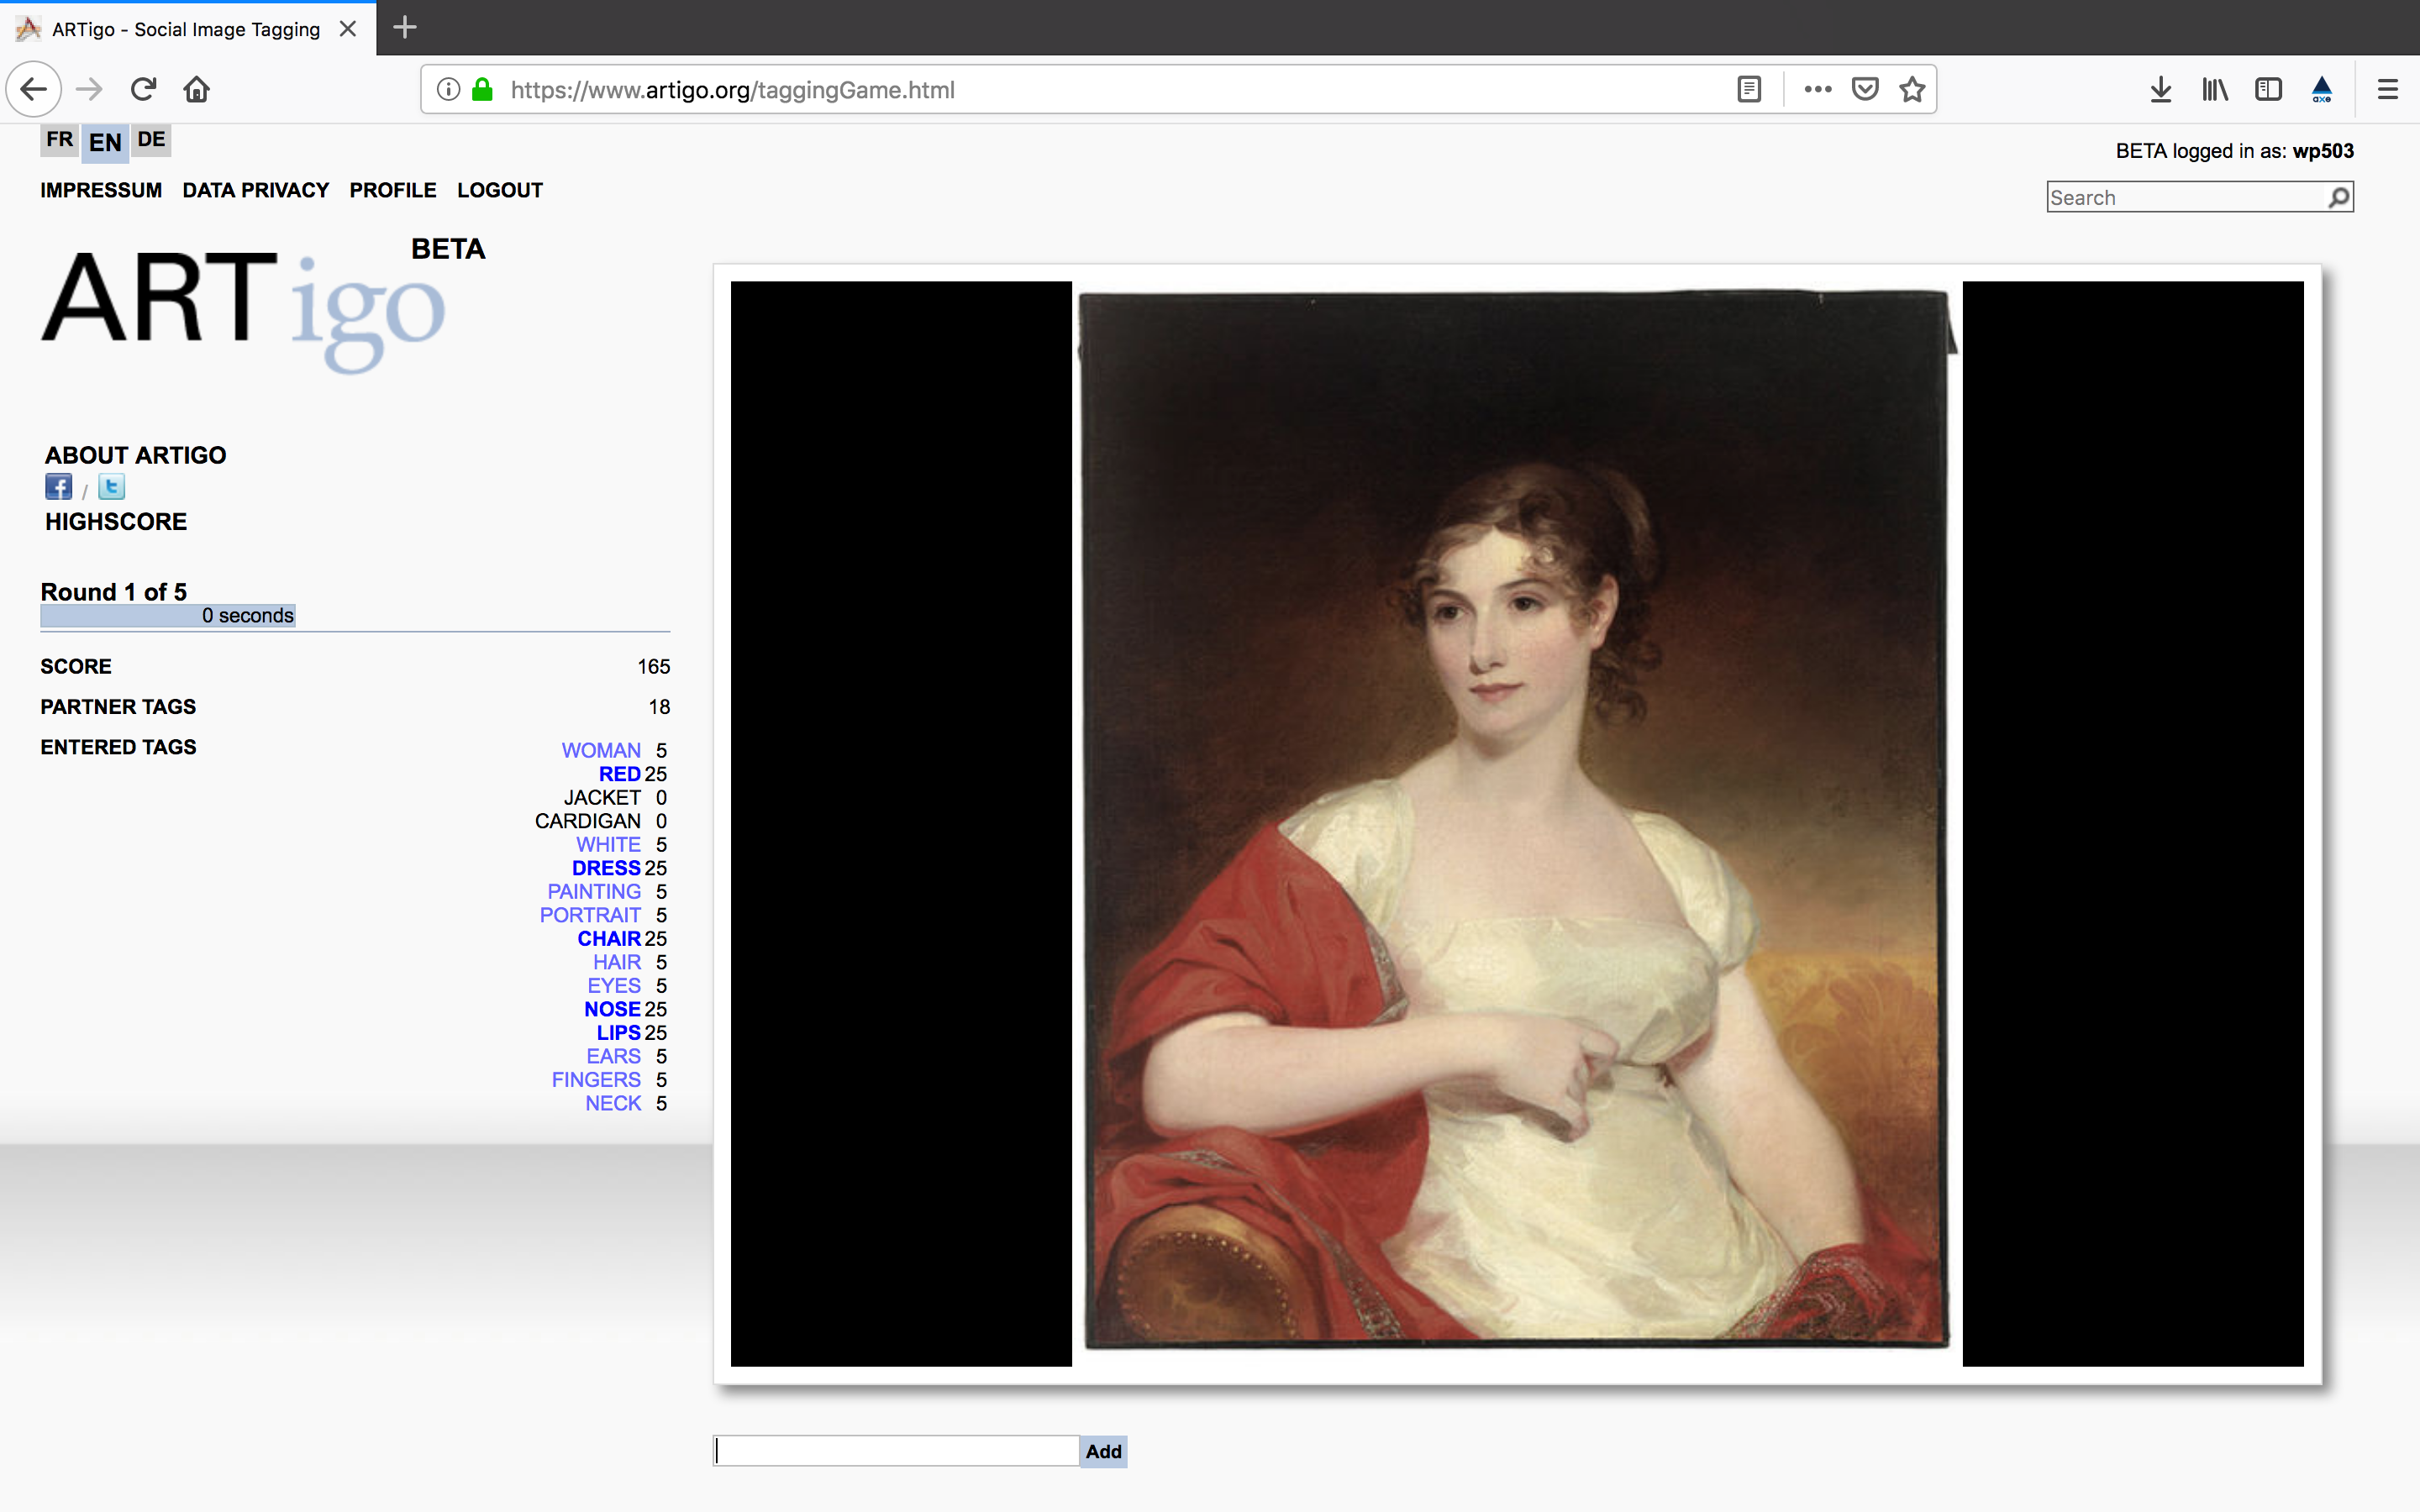 ARTigo - Social Image Tagging
https://www.artigo.org/taggingGame.html
axe
FR EN DE
BETA logged in as: wp503
IMPRESSUM DATA PRIVACY PROFILE LOGOUT
Search
BETA
ARTigo
ABOUT ARTIGO
f / t
HIGHSCORE
Round 1 of 5
0 seconds
SCORE 165
PARTNER TAGS 18
ENTERED TAGS
WOMAN 5
RED 25
JACKET 0
CARDIGAN 0
WHITE 5
DRESS 25
PAINTING 5
PORTRAIT 5
CHAIR 25
HAIR 5
EYES 5
NOSE 25
LIPS 25
EARS 5
FINGERS 5
NECK 5
Add